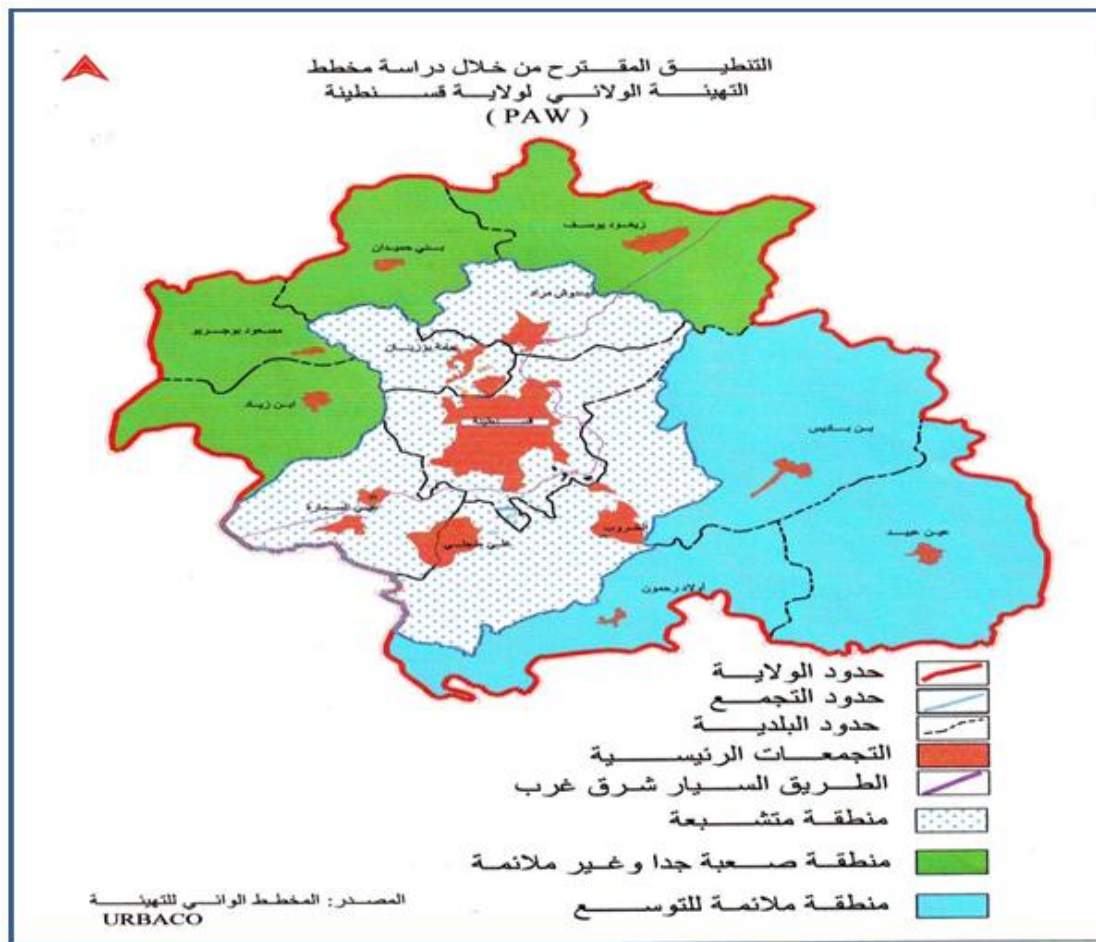 التنطيق المقترح من خلال دراسة مخطط
التهيئة الولائي لولاية قسنطينة
( PAW )
زيغود يوسف
بني حميدان
ديدوش مراد
مسعود بوجريو
حامة بوزيان
ابن زياد
قسنطينة
بن باديس
عين السمارة
الخروب
علي منجلي
عين عبيد
أولاد رحمون
حدود الولاية
حدود التجمع
حدود البلدية
التجمعات الرئيسية
الطريق السيار شرق غرب
منطقة متشبعة
منطقة صعبة جدا وغير ملائمة
منطقة ملائمة للتوسع
المصدر: المخطط الوائي للتهيئة
URBACO